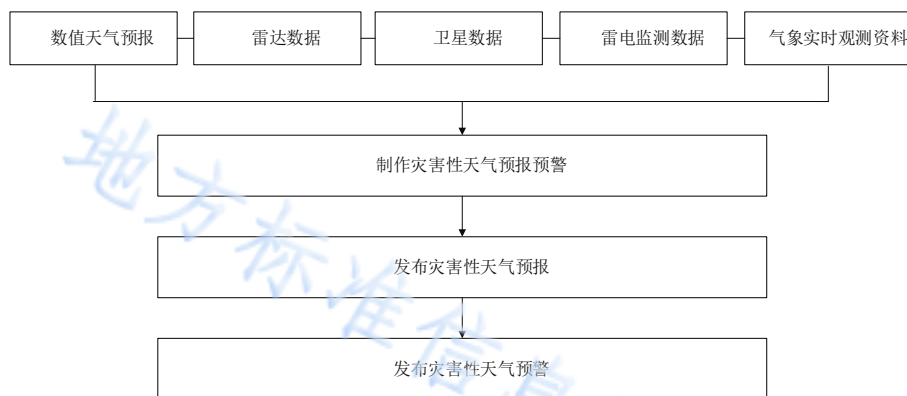 数值天气预报
雷达数据
卫星数据
雷电监测数据
气象实时观测资料
制作灾害性天气预报预警
发布灾害性天气预报
发布灾害性天气预警
地方标准信息